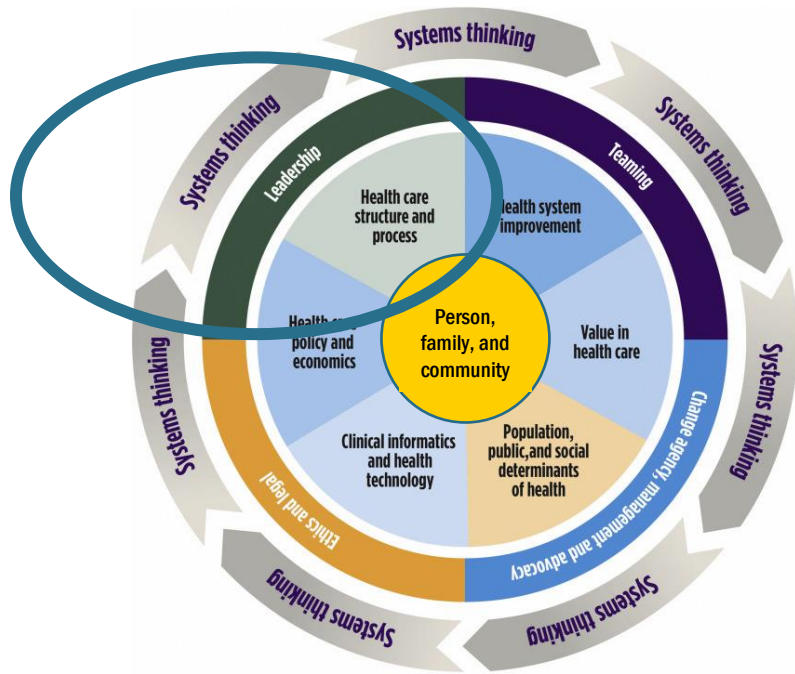 Systems thinking
Systems thinking
Systems thinking
Systems thinking
Systems thinking
Systems thinking
Systems thinking
Leadership
Teaming
Change agency, management and advocacy
Ethics and legal
Health care
structure and
process
Health system
improvement
Value in
health care
Population,
public,and social
determinants
of health
Clinical informatics
and health
technology
Health care
policy and
economics
Person,
family, and
community